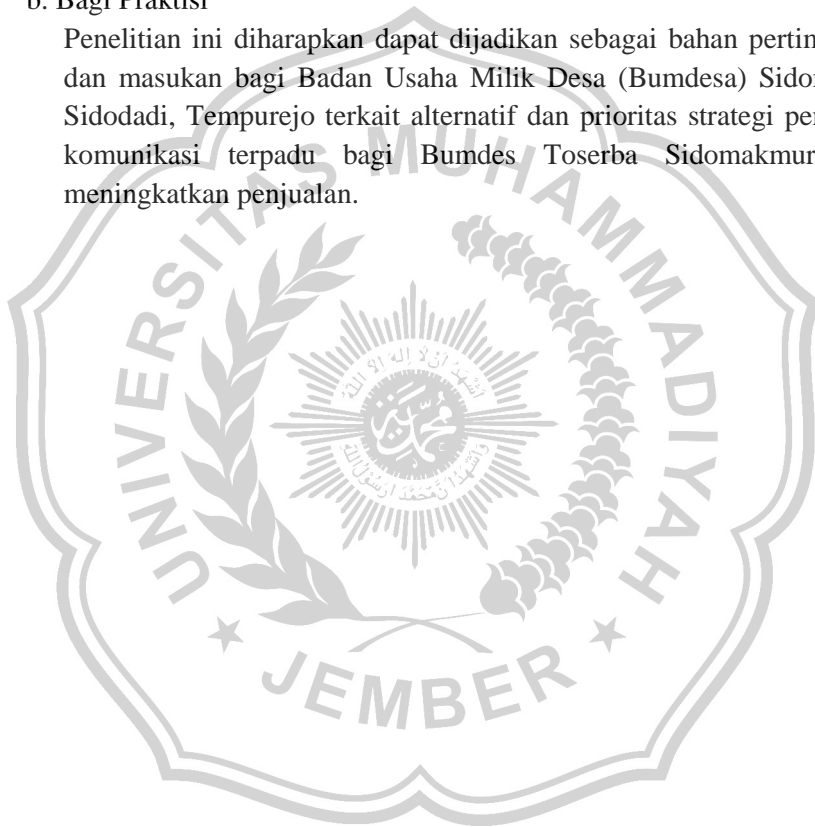 b. Bagi Praktisi
Penelitian ini diharapkan dapat dijadikan sebagai bahan pertim
dan masukan bagi Badan Usaha Milik Desa (Bumdesa) Sido
Sidodadi, Tempurejo terkait alternatif dan prioritas strategi pe
komunikasi terpadu bagi Bumdes Toserba Sidomakmur
meningkatkan penjualan.
UNIVERSITAS MUHAMMADIYAH
JEMBER